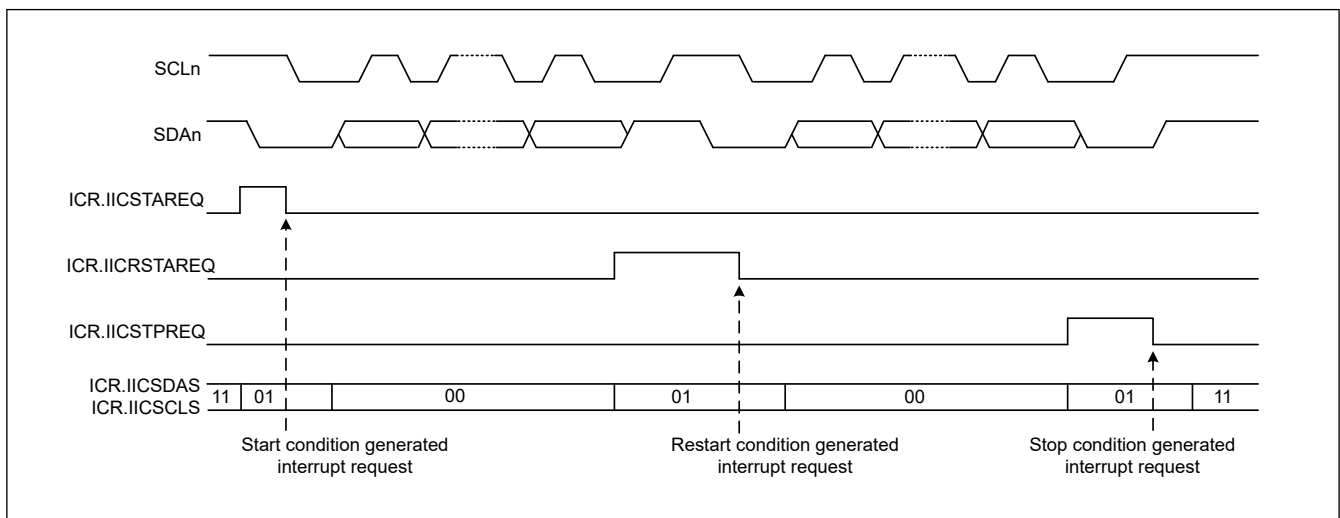 SCLn
SDAn
ICR.IICSTAREQ
ICR.IICRSTAREQ
ICR.IICSTPREQ
ICR.IICSDAS
ICR.IICSCLS
11 01 00 01 00 01 11
Start condition generated
interrupt request
Restart condition generated
interrupt request
Stop condition generated
interrupt request